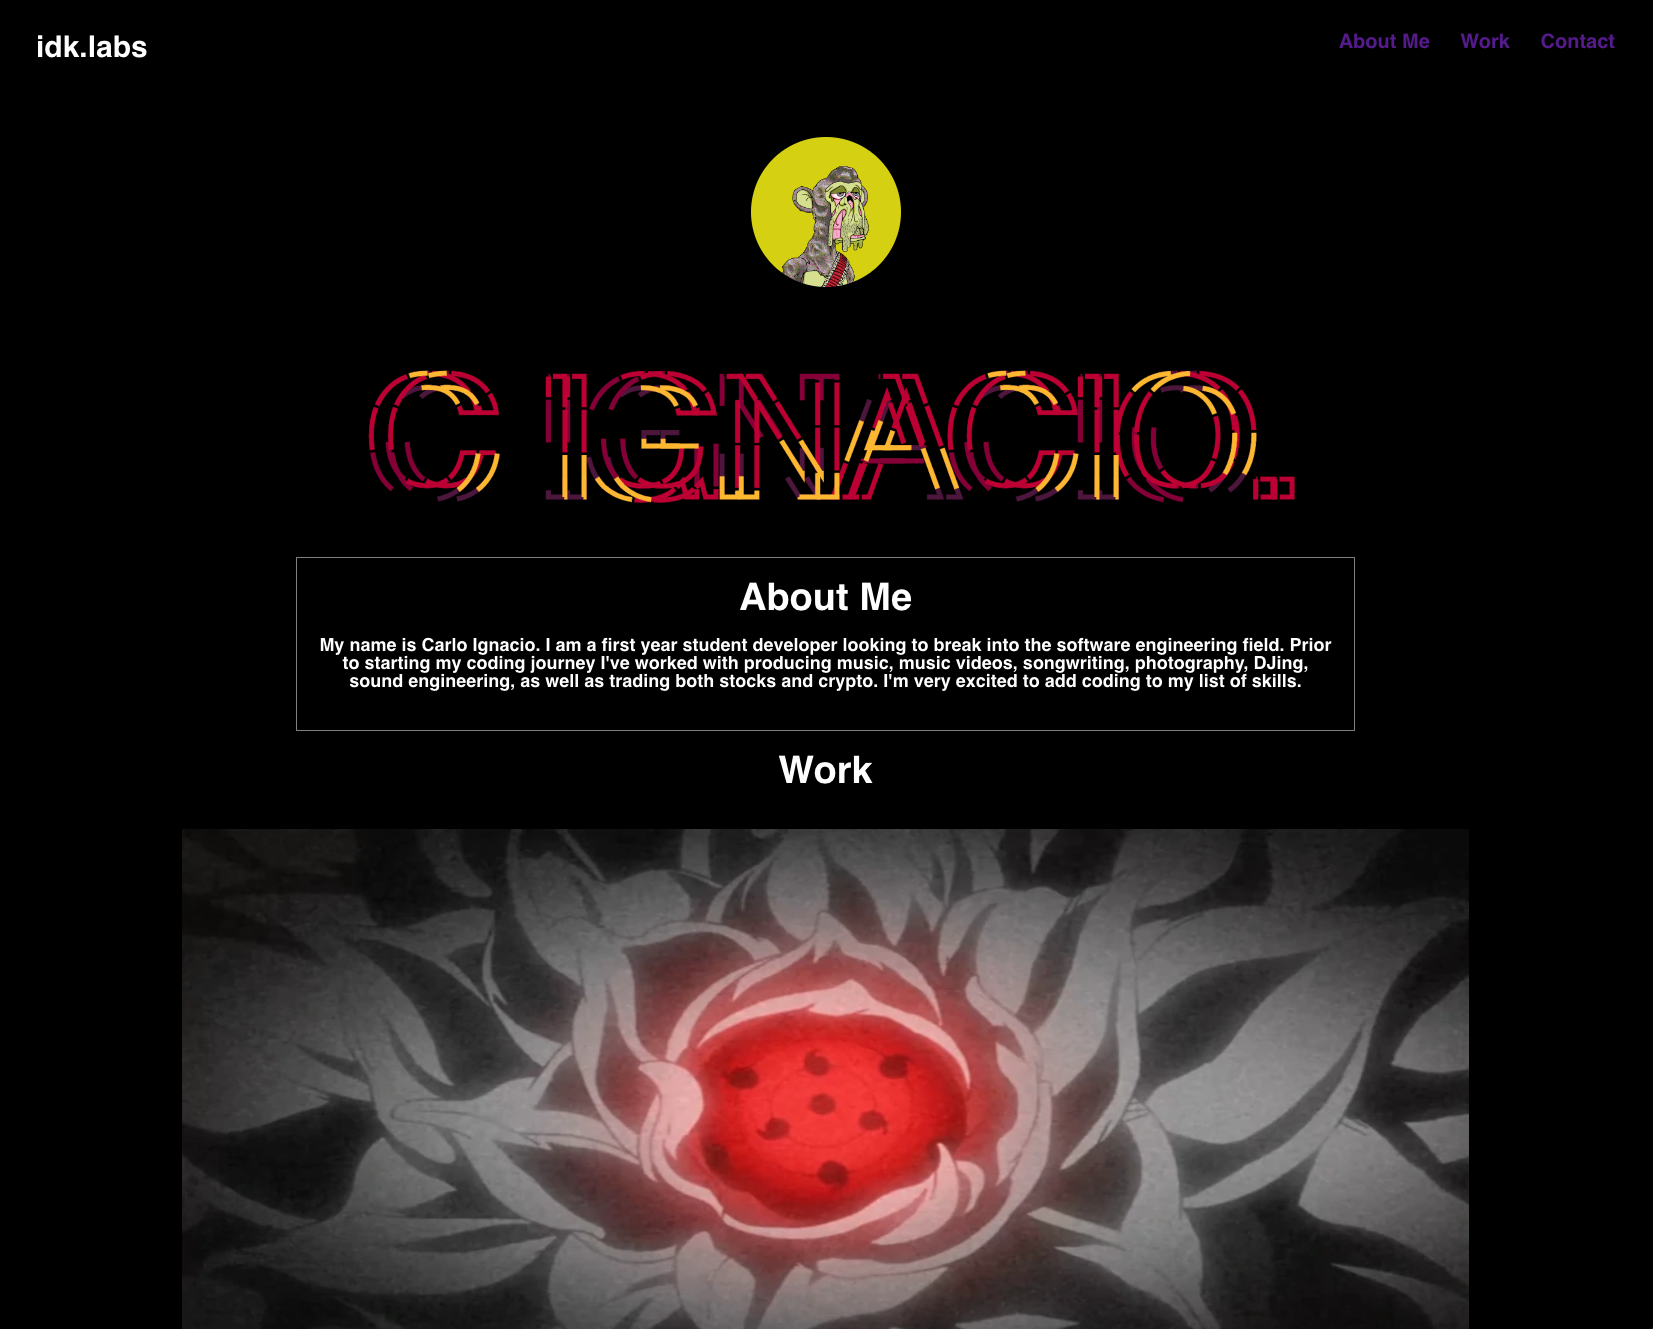 idk.labs
About Me Work Contact
C IGNACIO..
About Me
My name is Carlo Ignacio. I am a first year student developer looking to break into the software engineering field. Prior
to starting my coding journey I've worked with producing music, music videos, songwriting, photography, DJing,
sound engineering, as well as trading both stocks and crypto. I'm very excited to add coding to my list of skills.
Work